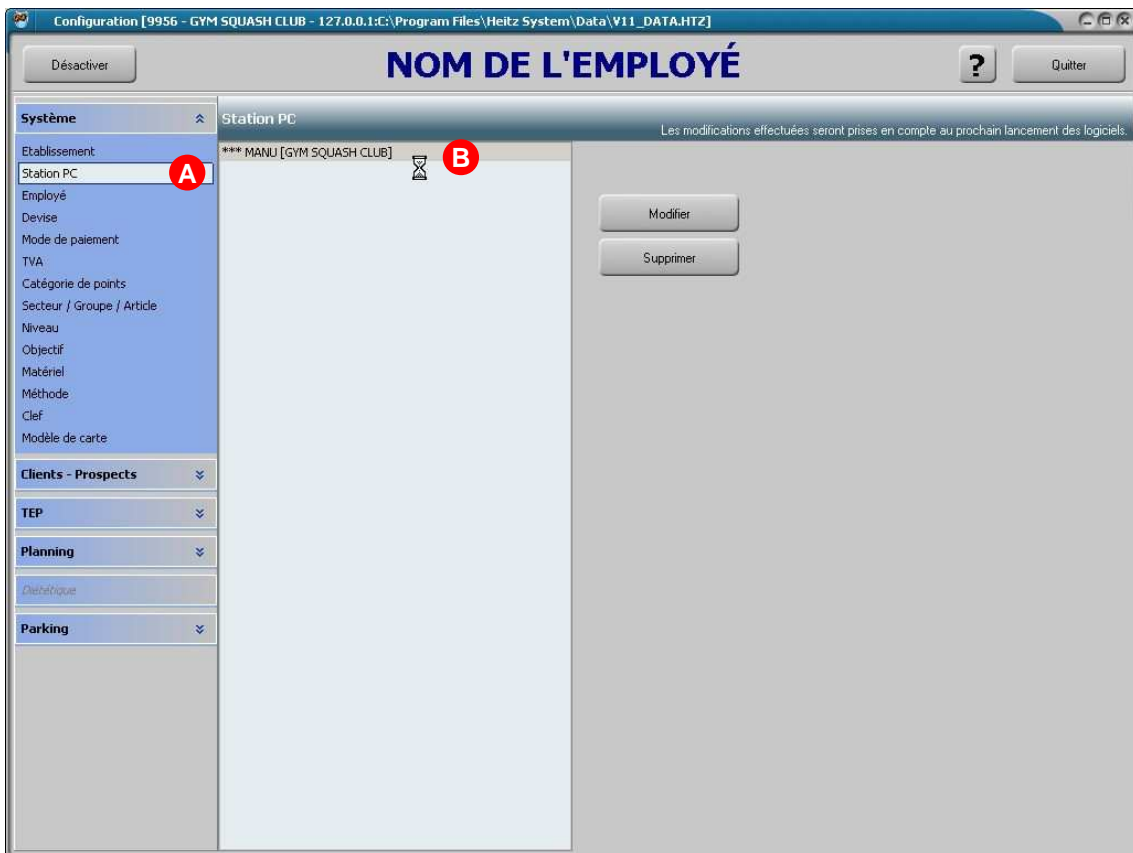 Configuration [9956 - GYM SQUASH CLUB - 127.0.0.1:C:\Program Files\Heitz System\Data\V11_DATA.HTZ]
Désactiver
NOM DE L'EMPLOYÉ
?
Quitter
Système
Station PC
Les modifications effectuées seront prises en compte au prochain lancement des logiciels.
Etablissement
*** MANU [GYM SQUASH CLUB]
B
Station PC
A
Employé
Devise
Modifier
Mode de paiement
TVA
Supprimer
Catégorie de points
Secteur / Groupe / Article
Niveau
Objectif
Matériel
Méthode
Clef
Modèle de carte
Clients - Prospects
TEP
Planning
Diététique
Parking